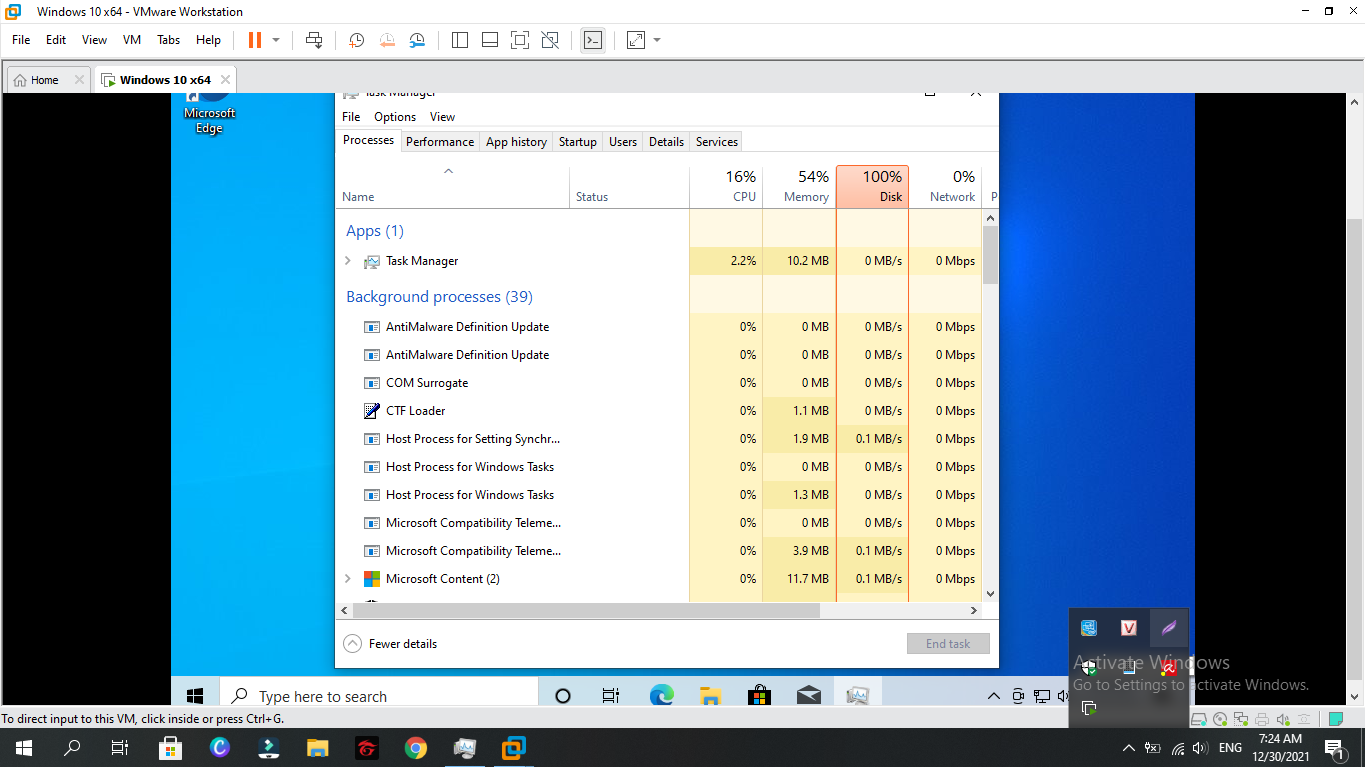 Windows 10 x64 - VMware Workstation
File Edit View VM Tabs Help
Home Windows 10 x64
Microsoft
Edge
Task Manager
File Options View
Processes Performance App history Startup Users Details Services
16% 54% 100% 0%
Name Status CPU Memory Disk Network P
Apps (1)
Task Manager 2.2% 10.2 MB 0 MB/s 0 Mbps
Background processes (39)
AntiMalware Definition Update 0% 0 MB 0 MB/s 0 Mbps
AntiMalware Definition Update 0% 0 MB 0 MB/s 0 Mbps
COM Surrogate 0% 0 MB 0 MB/s 0 Mbps
CTF Loader 0% 1.1 MB 0 MB/s 0 Mbps
Host Process for Setting Synchr... 0% 1.9 MB 0.1 MB/s 0 Mbps
Host Process for Windows Tasks 0% 0 MB 0 MB/s 0 Mbps
Host Process for Windows Tasks 0% 1.3 MB 0 MB/s 0 Mbps
Microsoft Compatibility Teleme... 0% 0 MB 0 MB/s 0 Mbps
Microsoft Compatibility Teleme... 0% 3.9 MB 0.1 MB/s 0 Mbps
Microsoft Content (2) 0% 11.7 MB 0.1 MB/s 0 Mbps
Fewer details End task
Activate Windows
Go to Settings to activate Windows.
Type here to search
To direct input to this VM, click inside or press Ctrl+G.
ENG 7:24 AM
12/30/2021 1